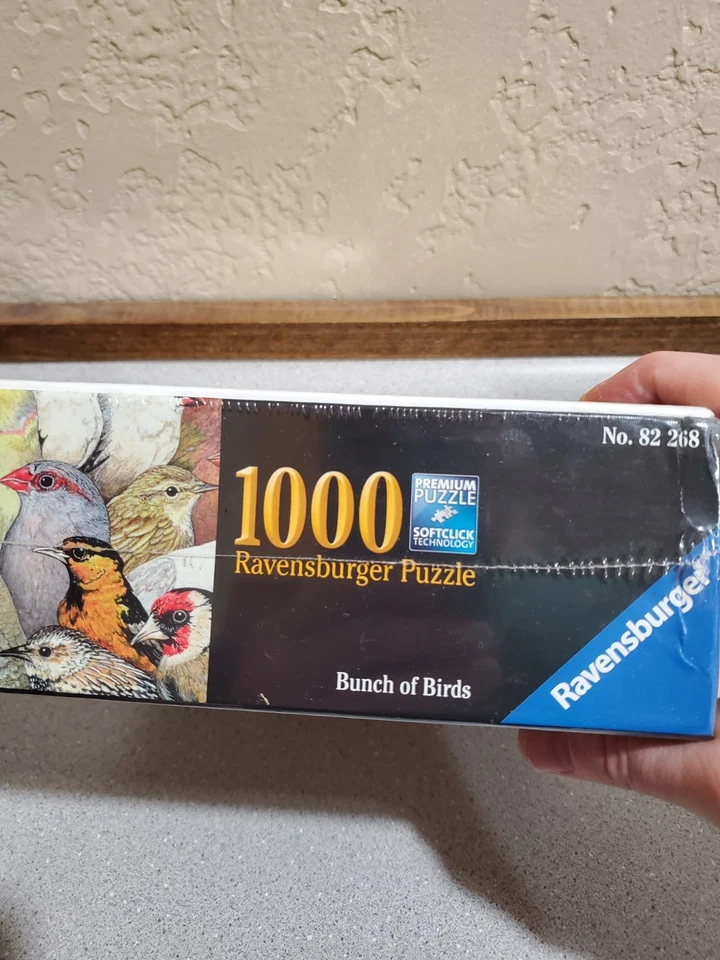 No. 82 268
1000
PREMIUM
PUZZLE
SOFTCLICK
TECHNOLOGY
Ravensburger Puzzle
Bunch of Birds
Ravensburger